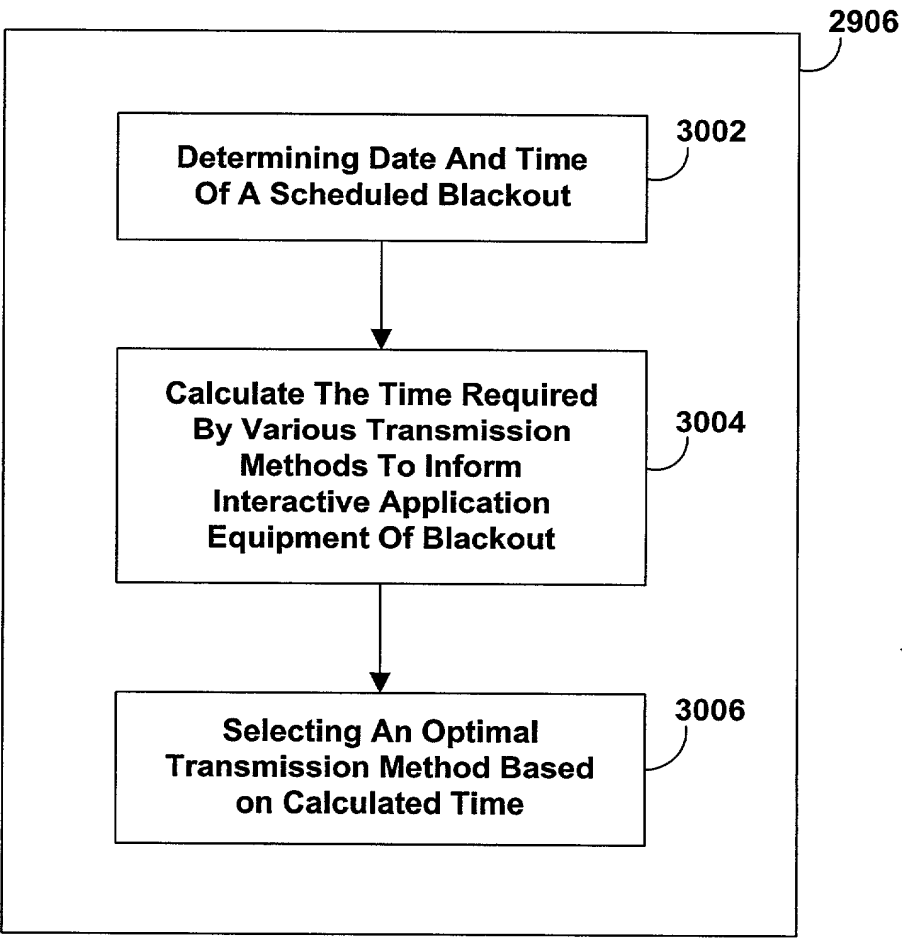 2906
3002
Determining Date And Time
Of A Scheduled Blackout
Calculate The Time Required
By Various Transmission
Methods To Inform
Interactive Application
Equipment Of Blackout
3004
3006
Selecting An Optimal
Transmission Method Based
on Calculated Time